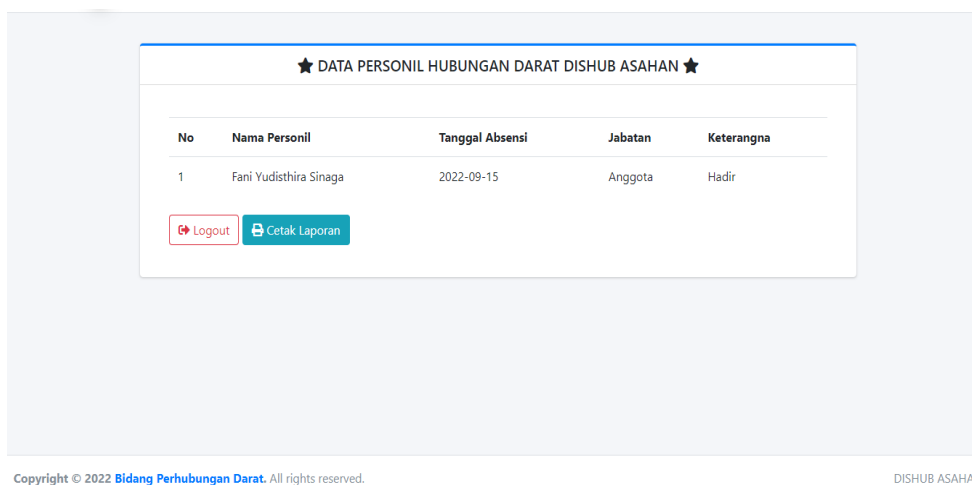 DATA PERSONIL HUBUNGAN DARAT DISHUB ASAHAN
No Nama Personil Tanggal Absensi Jabatan Keterangna
1 Fani Yudisthira Sinaga 2022-09-15 Anggota Hadir
Logout Cetak Laporan
Copyright © 2022 Bidang Perhubungan Darat. All rights reserved. DISHUB ASAHA